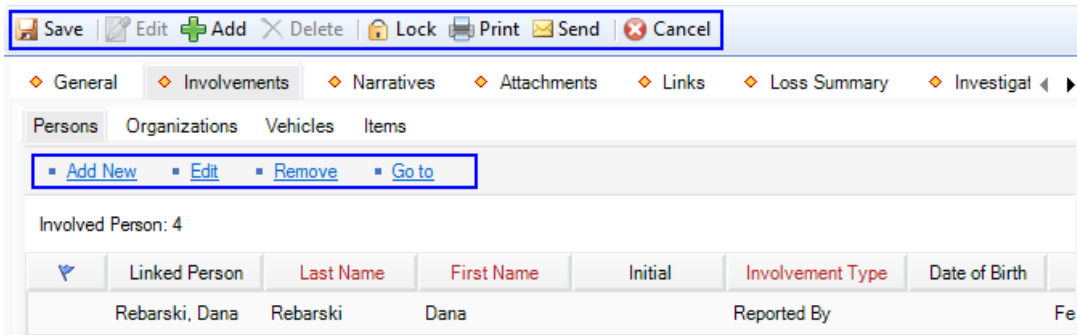 Save Edit Add Delete Lock Print Send Cancel
General Involvements Narratives Attachments Links Loss Summary Investigat
Persons Organizations Vehicles Items
Add New Edit Remove Go to
Involved Person: 4
Linked Person Last Name First Name Initial Involvement Type Date of Birth
Rebarski, Dana Rebarski Dana Reported By Fe